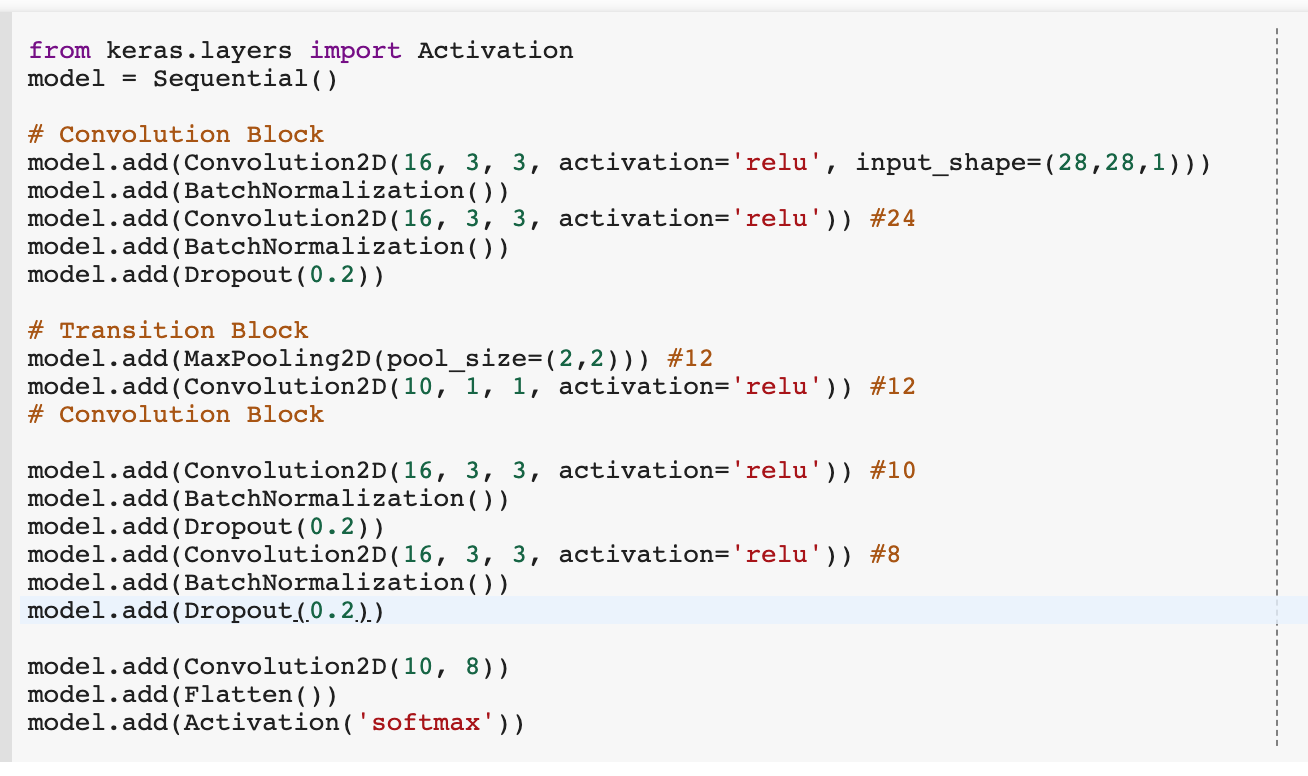 from keras.layers import Activation
model = Sequential()
# Convolution Block
model.add(Convolution2D(16, 3, 3, activation='relu', input_shape=(28,28,1)))
model.add(BatchNormalization())
model.add(Convolution2D(16, 3, 3, activation='relu')) #24
model.add(BatchNormalization())
model.add(Dropout(0.2))
# Transition Block
model.add(MaxPooling2D(pool_size=(2,2))) #12
model.add(Convolution2D(10, 1, 1, activation='relu')) #12
# Convolution Block
model.add(Convolution2D(16, 3, 3, activation='relu')) #10
model.add(BatchNormalization())
model.add(Dropout(0.2))
model.add(Convolution2D(16, 3, 3, activation='relu')) #8
model.add(BatchNormalization())
model.add(Dropout(0.2))
model.add(Convolution2D(10, 8))
model.add(Flatten())
model.add(Activation('softmax'))